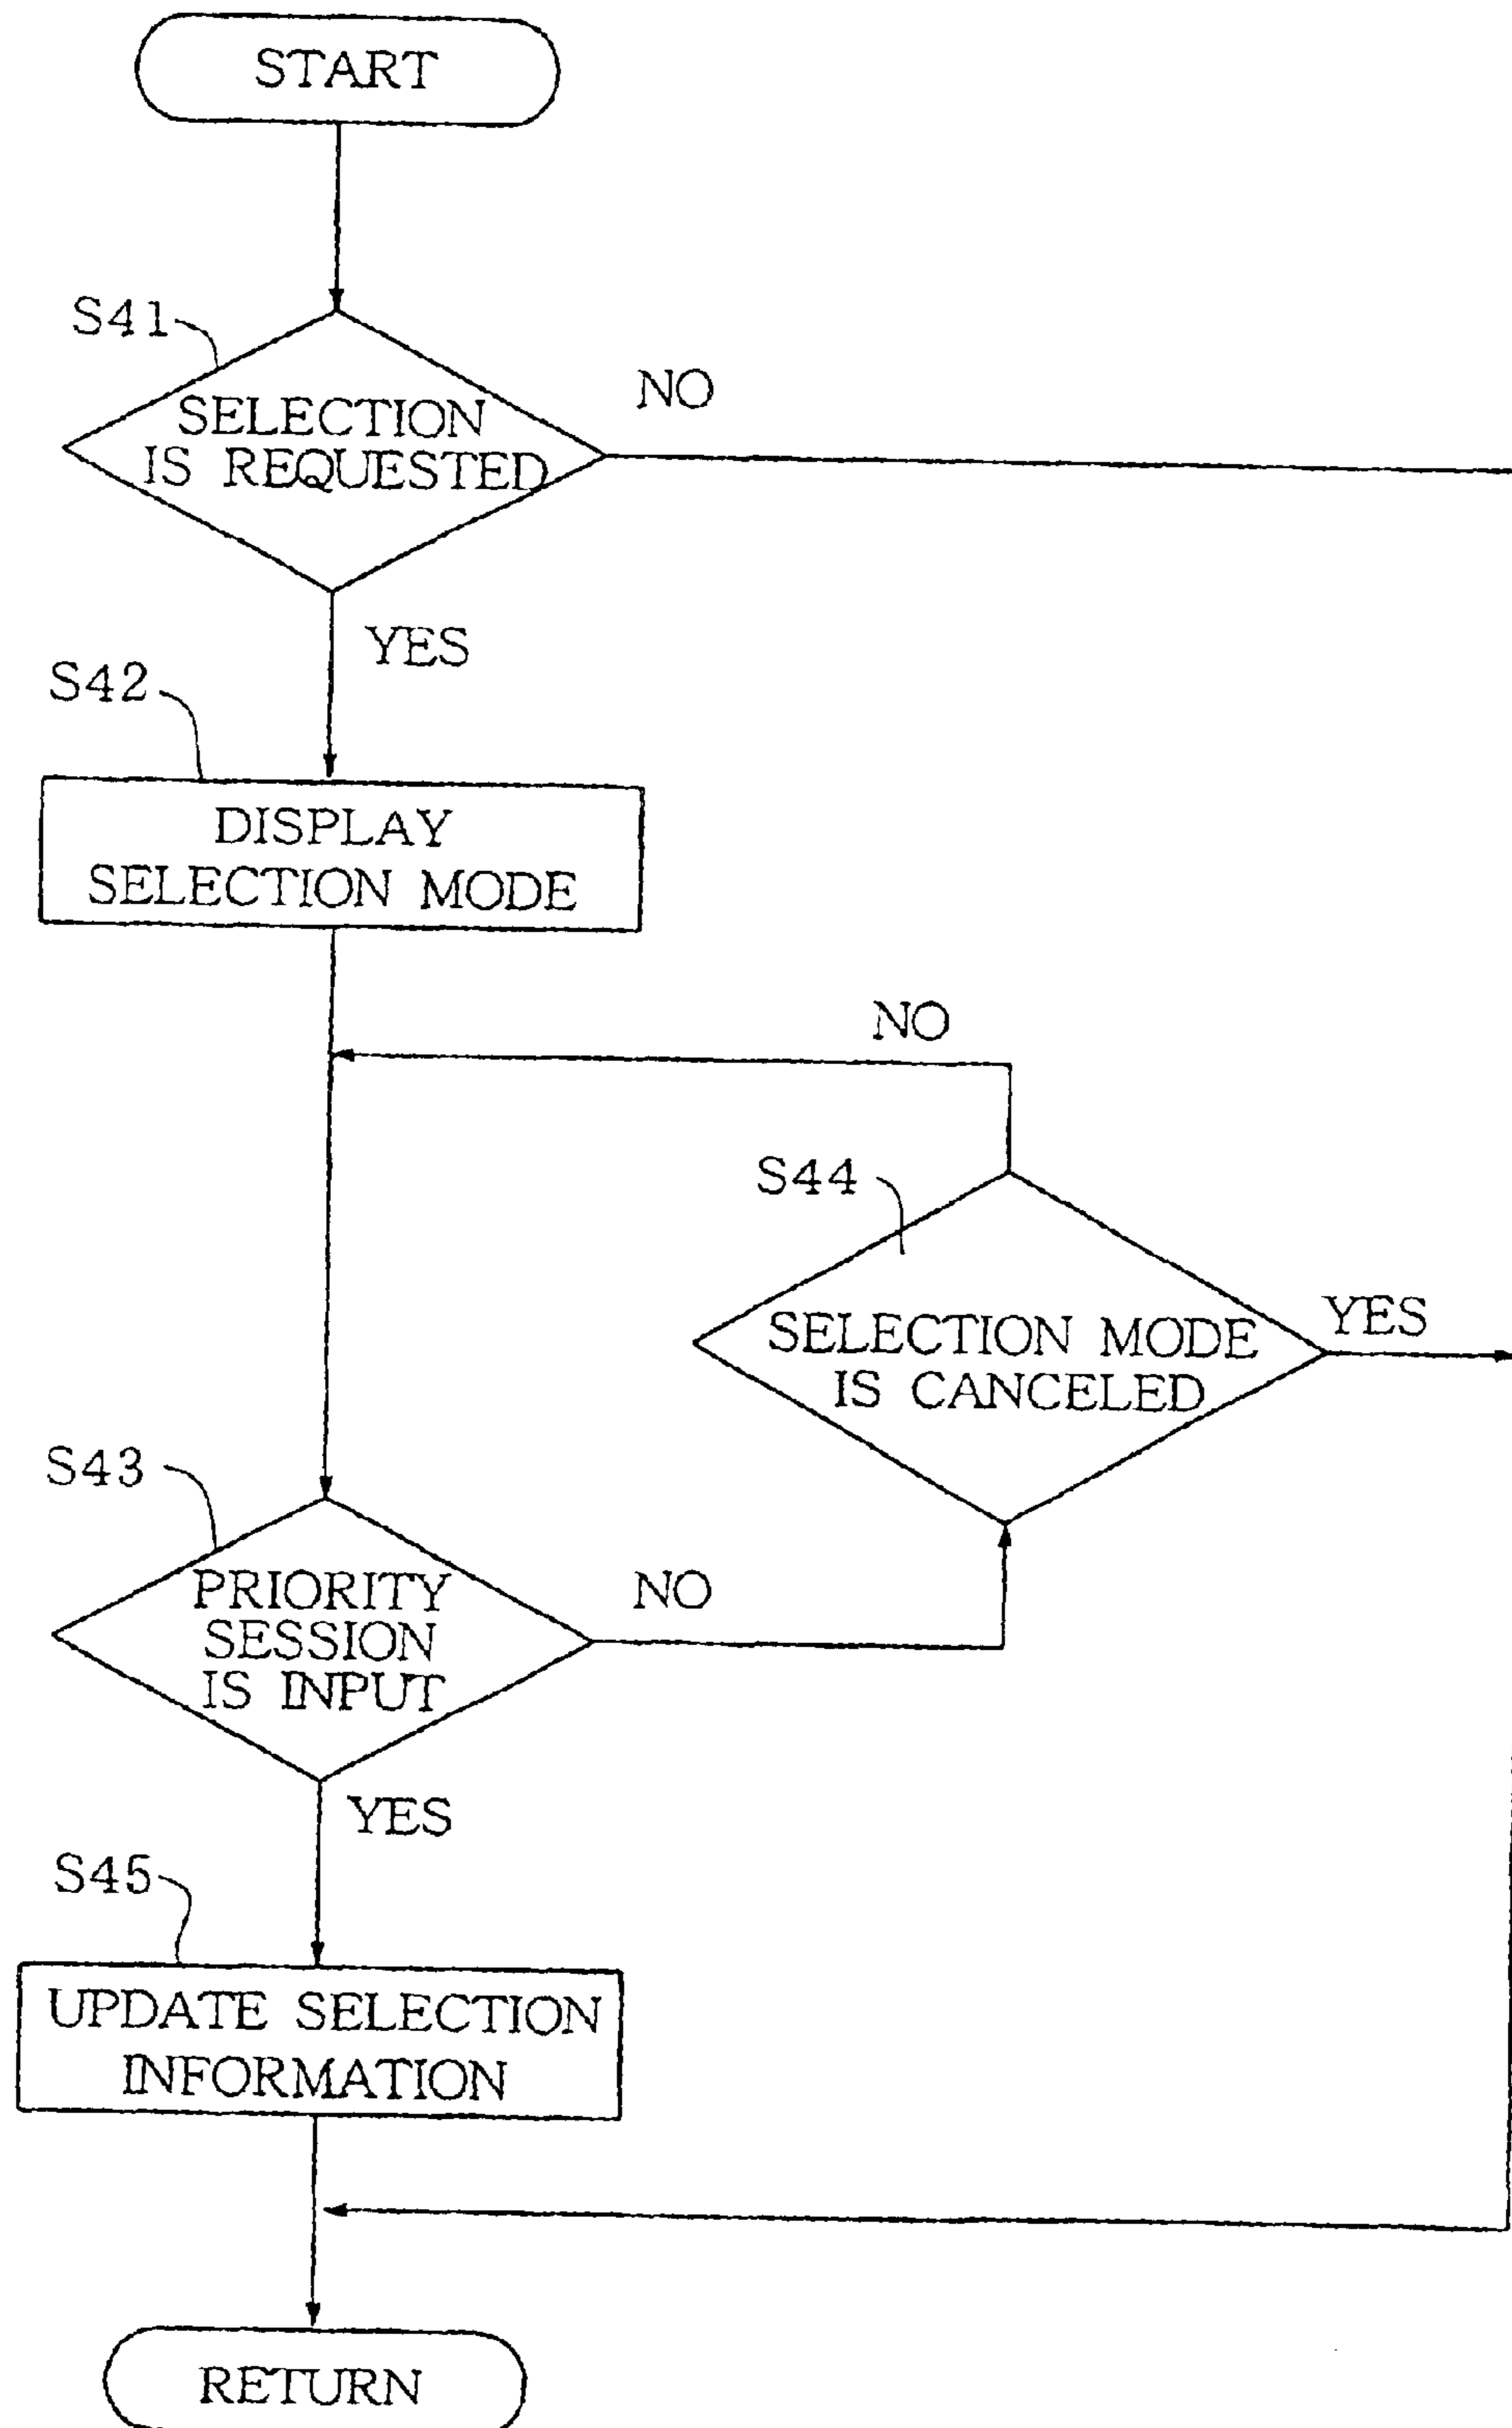 START
S41
SELECTION
IS REQUESTED
NO
YES
S42
DISPLAY
SELECTION MODE
NO
S44
SELECTION MODE
IS CANCELED
YES
S43
PRIORITY
SESSION
IS INPUT
NO
YES
S45
UPDATE SELECTION
INFORMATION
RETURN